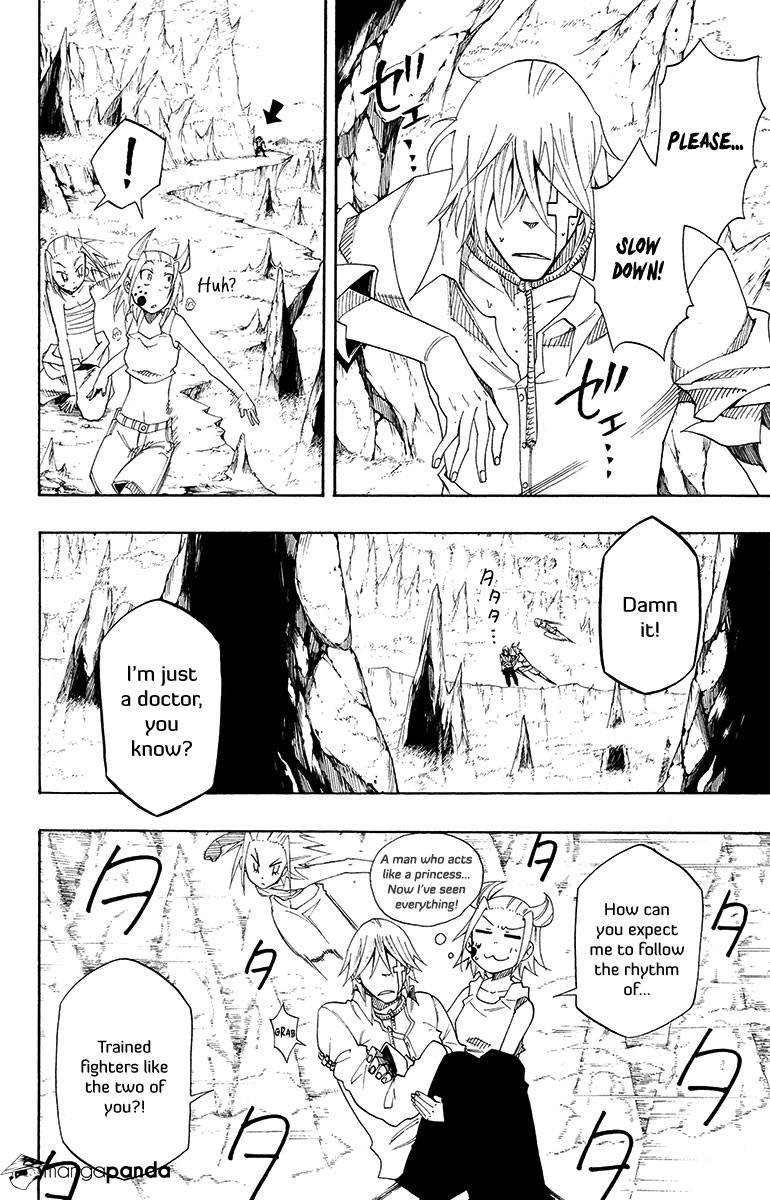 PLEASE...
SLOW
DOWN!
ゼェ...
ゼェ...
!
Huh?
Damn
it!
タタタ...
I'm just
a doctor,
you
know?
How can
you expect
me to follow
the rhythm
of...
A man who acts
like a princess...
Now I've seen
everything!
GRAB
Trained
fighters like
the two of
you?!
タ
タ
タ
タ
タ
タ
タ
mangapanda